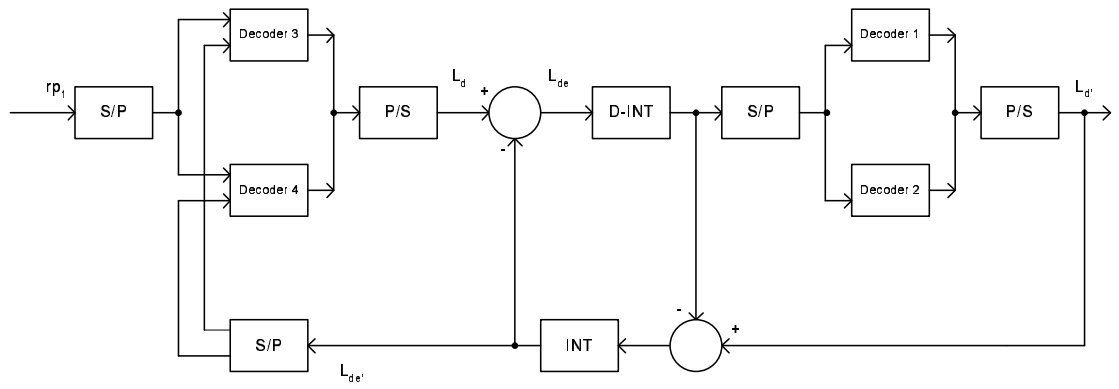 Decoder 3
Decoder 1
rp1
Ld
Lde
Ld'
+
S/P
P/S
D-INT
S/P
P/S
-
Decoder 4
Decoder 2
-
+
S/P
INT
Lde'